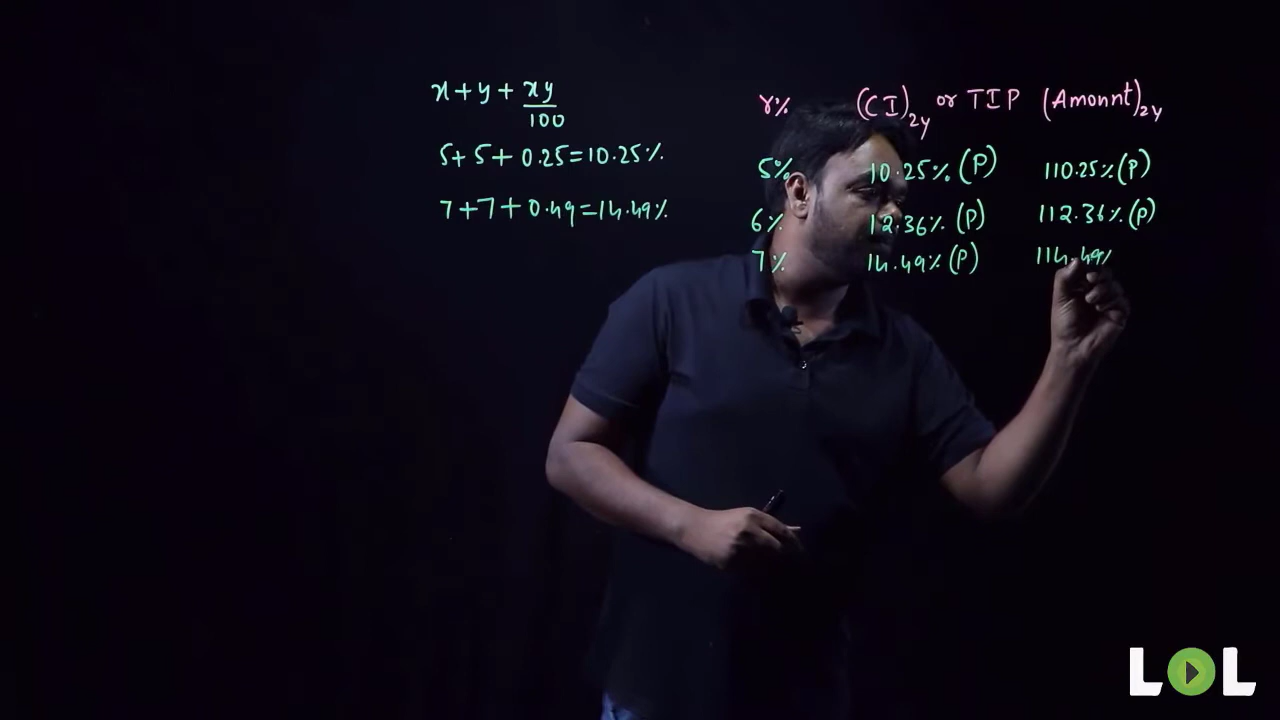 x + y + xy/100
5 + 5 + 0.25 = 10.25%
7 + 7 + 0.49 = 14.49%
r% (CI)2y or TIP (Amount)2y
5% 10.25% (P) 110.25% (P)
6% 12.36% (P) 112.36% (P)
7% 14.49% (P) 114.49%
LOL